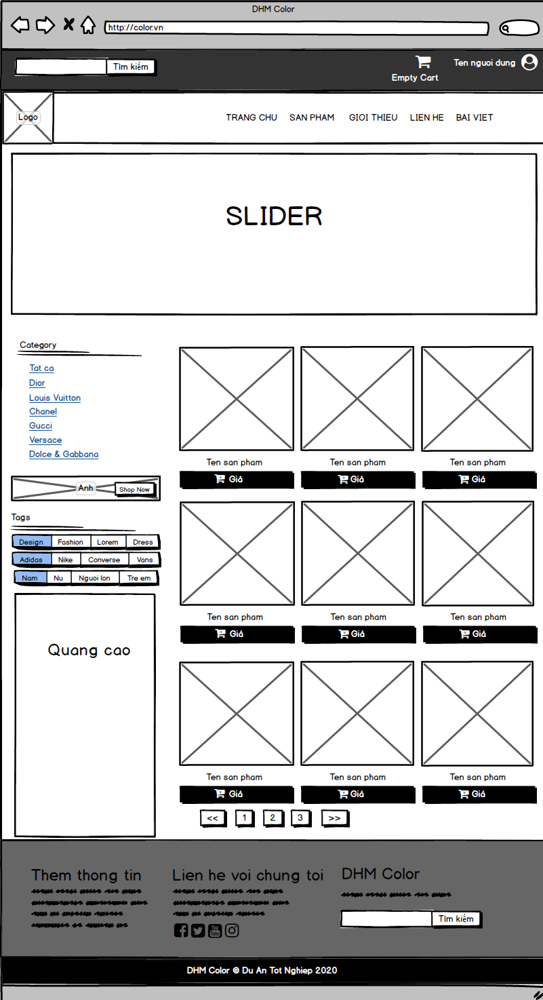 DHM Color
http://color.vn
Tìm kiếm
Empty Cart
Ten nguoi dung
Logo
TRANG CHU SAN PHAM GIOI THIEU LIEN HE BAI VIET
SLIDER
Category
Tat ca
Dior
Louis Vuitton
Chanel
Gucci
Versace
Dolce & Gabbana
Anh
Shop Now
Tags
Design Fashion Lorem Dress
Adidas Nike Converse Vans
Nam Nu Nguoi lon Tre em
Quang cao
Ten san pham Ten san pham Ten san pham
Giá Giá Giá
Ten san pham Ten san pham Ten san pham
Giá Giá Giá
Ten san pham Ten san pham Ten san pham
Giá Giá Giá
<< 1 2 3 >>
Them thong tin
Lien he voi chung toi
You Tube
DHM Color
Tìm kiếm
DHM Color © Du An Tot Nghiep 2020